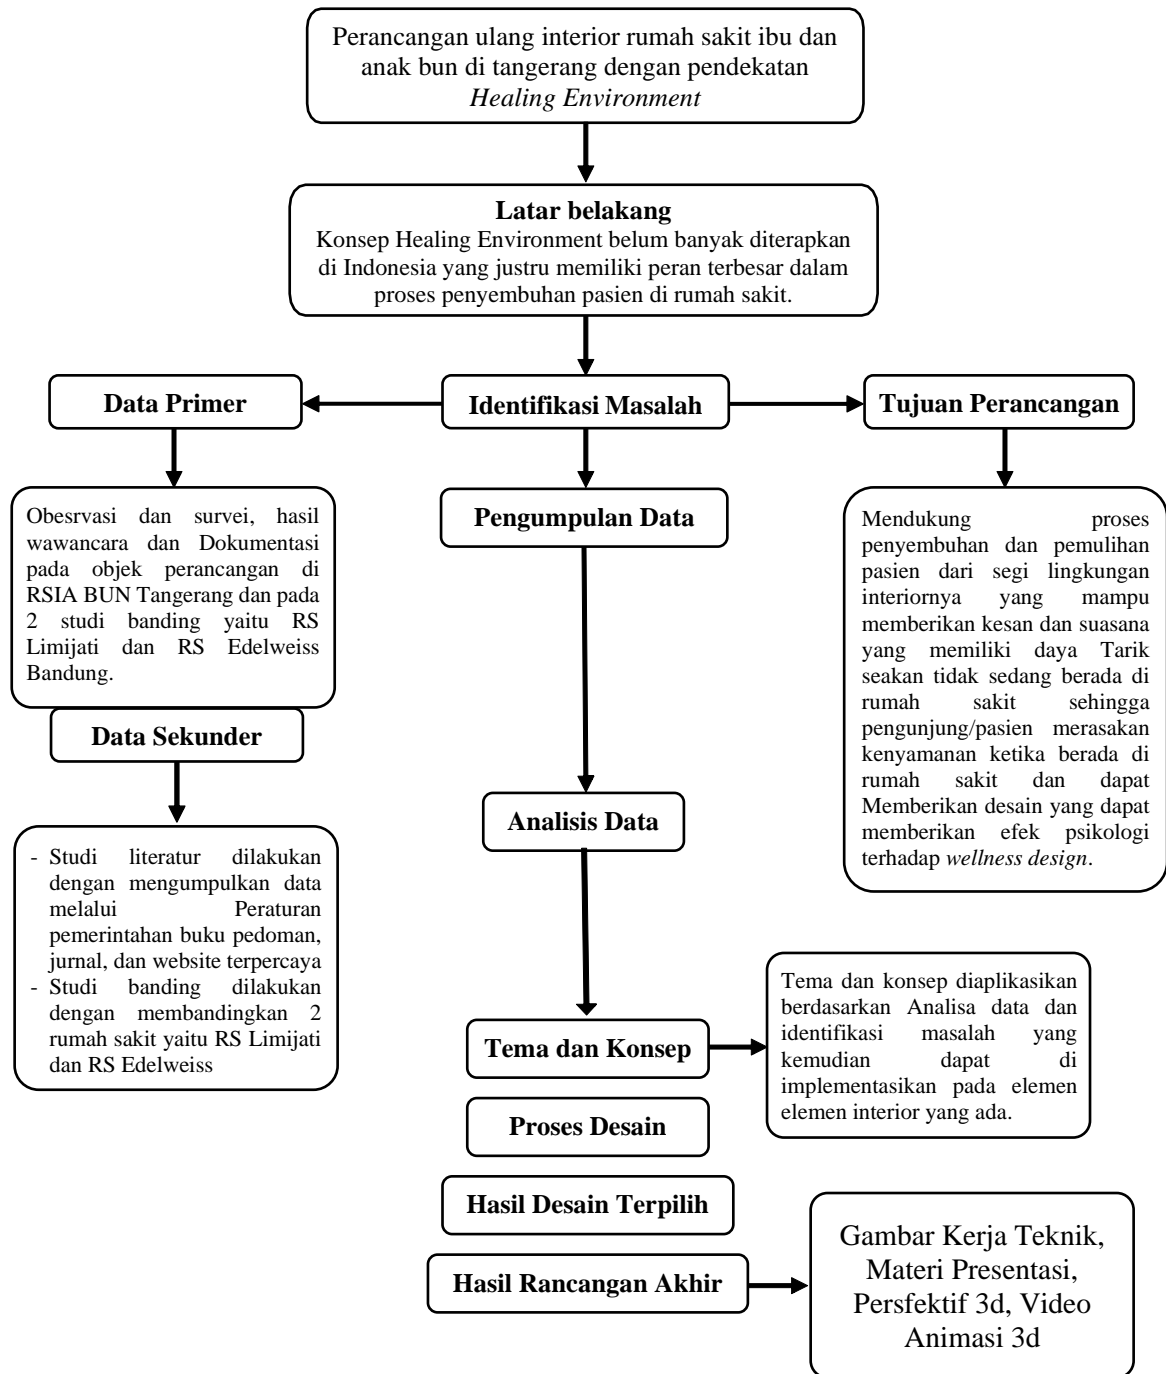 Perancangan ulang interior rumah sakit ibu dan
anak bun di tangerang dengan pendekatan
Healing Environment
Latar belakang
Konsep Healing Environment belum banyak diterapkan
di Indonesia yang justru memiliki peran terbesar dalam
proses penyembuhan pasien di rumah sakit.
Data Primer
Identifikasi Masalah
Tujuan Perancangan
Obesrvasi dan survei, hasil
wawancara dan Dokumentasi
pada objek perancangan di
RSIA BUN Tangerang dan pada
2 studi banding yaitu RS
Limijati dan RS Edelweiss
Bandung.
Pengumpulan Data
Mendukung proses
penyembuhan dan pemulihan
pasien dari segi lingkungan
interiornya yang mampu
memberikan kesan dan suasana
yang memiliki daya Tarik
seakan tidak sedang berada di
rumah sakit sehingga
pengunjung/pasien merasakan
kenyamanan ketika berada di
rumah sakit dan dapat
Memberikan desain yang dapat
memberikan efek psikologi
terhadap wellness design.
Data Sekunder
Analisis Data
- Studi literatur dilakukan
dengan mengumpulkan data
melalui Peraturan
pemerintahan buku pedoman,
jurnal, dan website terpercaya
- Studi banding dilakukan
dengan membandingkan 2
rumah sakit yaitu RS Limijati
dan RS Edelweiss
Tema dan Konsep
Tema dan konsep diaplikasikan
berdasarkan Analisa data dan
identifikasi masalah yang
kemudian dapat di
implementasikan pada elemen
elemen interior yang ada.
Proses Desain
Hasil Desain Terpilih
Hasil Rancangan Akhir
Gambar Kerja Teknik,
Materi Presentasi,
Persfektif 3d, Video
Animasi 3d